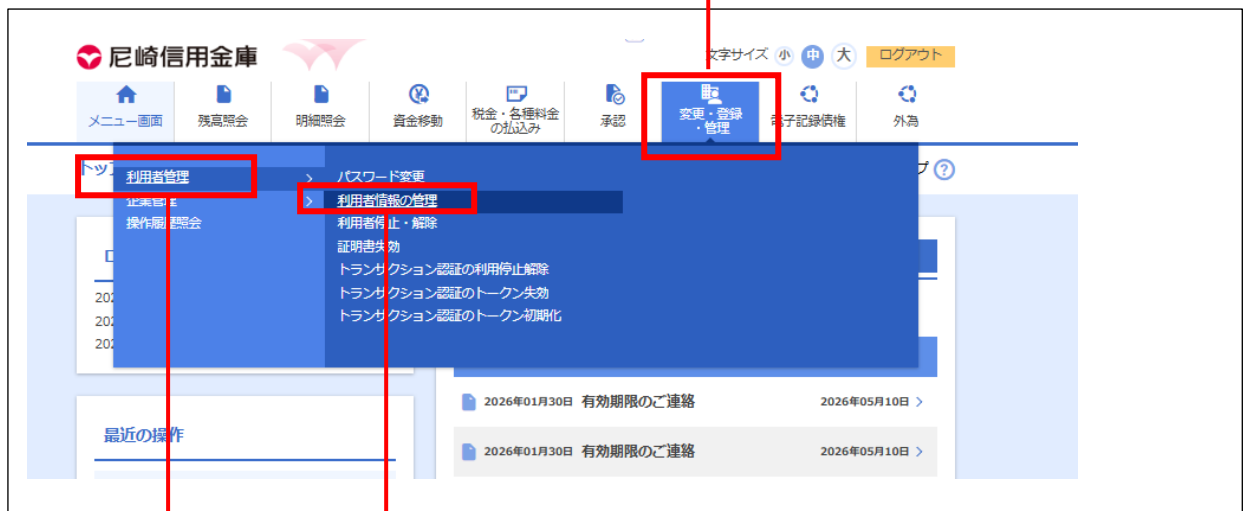 尼崎信用金庫
文字サイズ 小 中 大 ログアウト
メニュー画面 残高照会 明細照会 資金移動 税金・各種料金の払込み 承認 変更・登録・管理 電子記録債権 外為
トップ
プ ?
利用者管理 > パスワード変更
企業管理 > 利用者情報の管理
操作履歴照会 利用者停止・解除
証明書失効
トランザクション認証の利用停止解除
トランザクション認証のトークン失効
トランザクション認証のトークン初期化
202
202
202
2026年01月30日 有効期限のご連絡 2026年05月10日 >
最近の操作
2026年01月30日 有効期限のご連絡 2026年05月10日 >